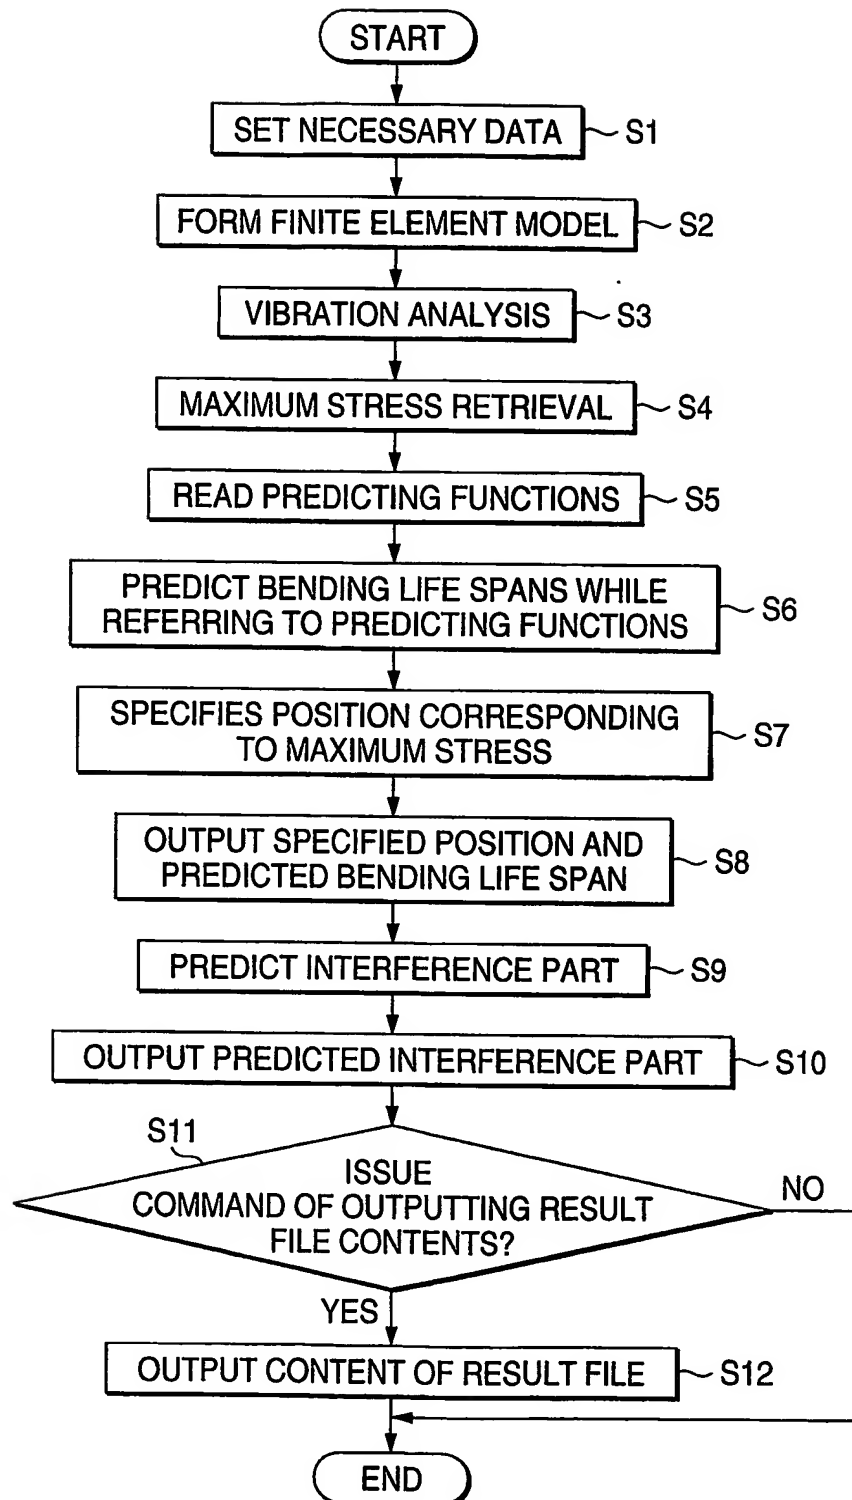 START
SET NECESSARY DATA
S1
FORM FINITE ELEMENT MODEL
S2
VIBRATION ANALYSIS
S3
MAXIMUM STRESS RETRIEVAL
S4
READ PREDICTING FUNCTIONS
S5
PREDICT BENDING LIFE SPANS WHILE
REFERRING TO PREDICTING FUNCTIONS
S6
SPECIFIES POSITION CORRESPONDING
TO MAXIMUM STRESS
S7
OUTPUT SPECIFIED POSITION AND
PREDICTED BENDING LIFE SPAN
S8
PREDICT INTERFERENCE PART
S9
OUTPUT PREDICTED INTERFERENCE PART
S10
S11
ISSUE
COMMAND OF OUTPUTTING RESULT
FILE CONTENTS?
NO
YES
OUTPUT CONTENT OF RESULT FILE
S12
END